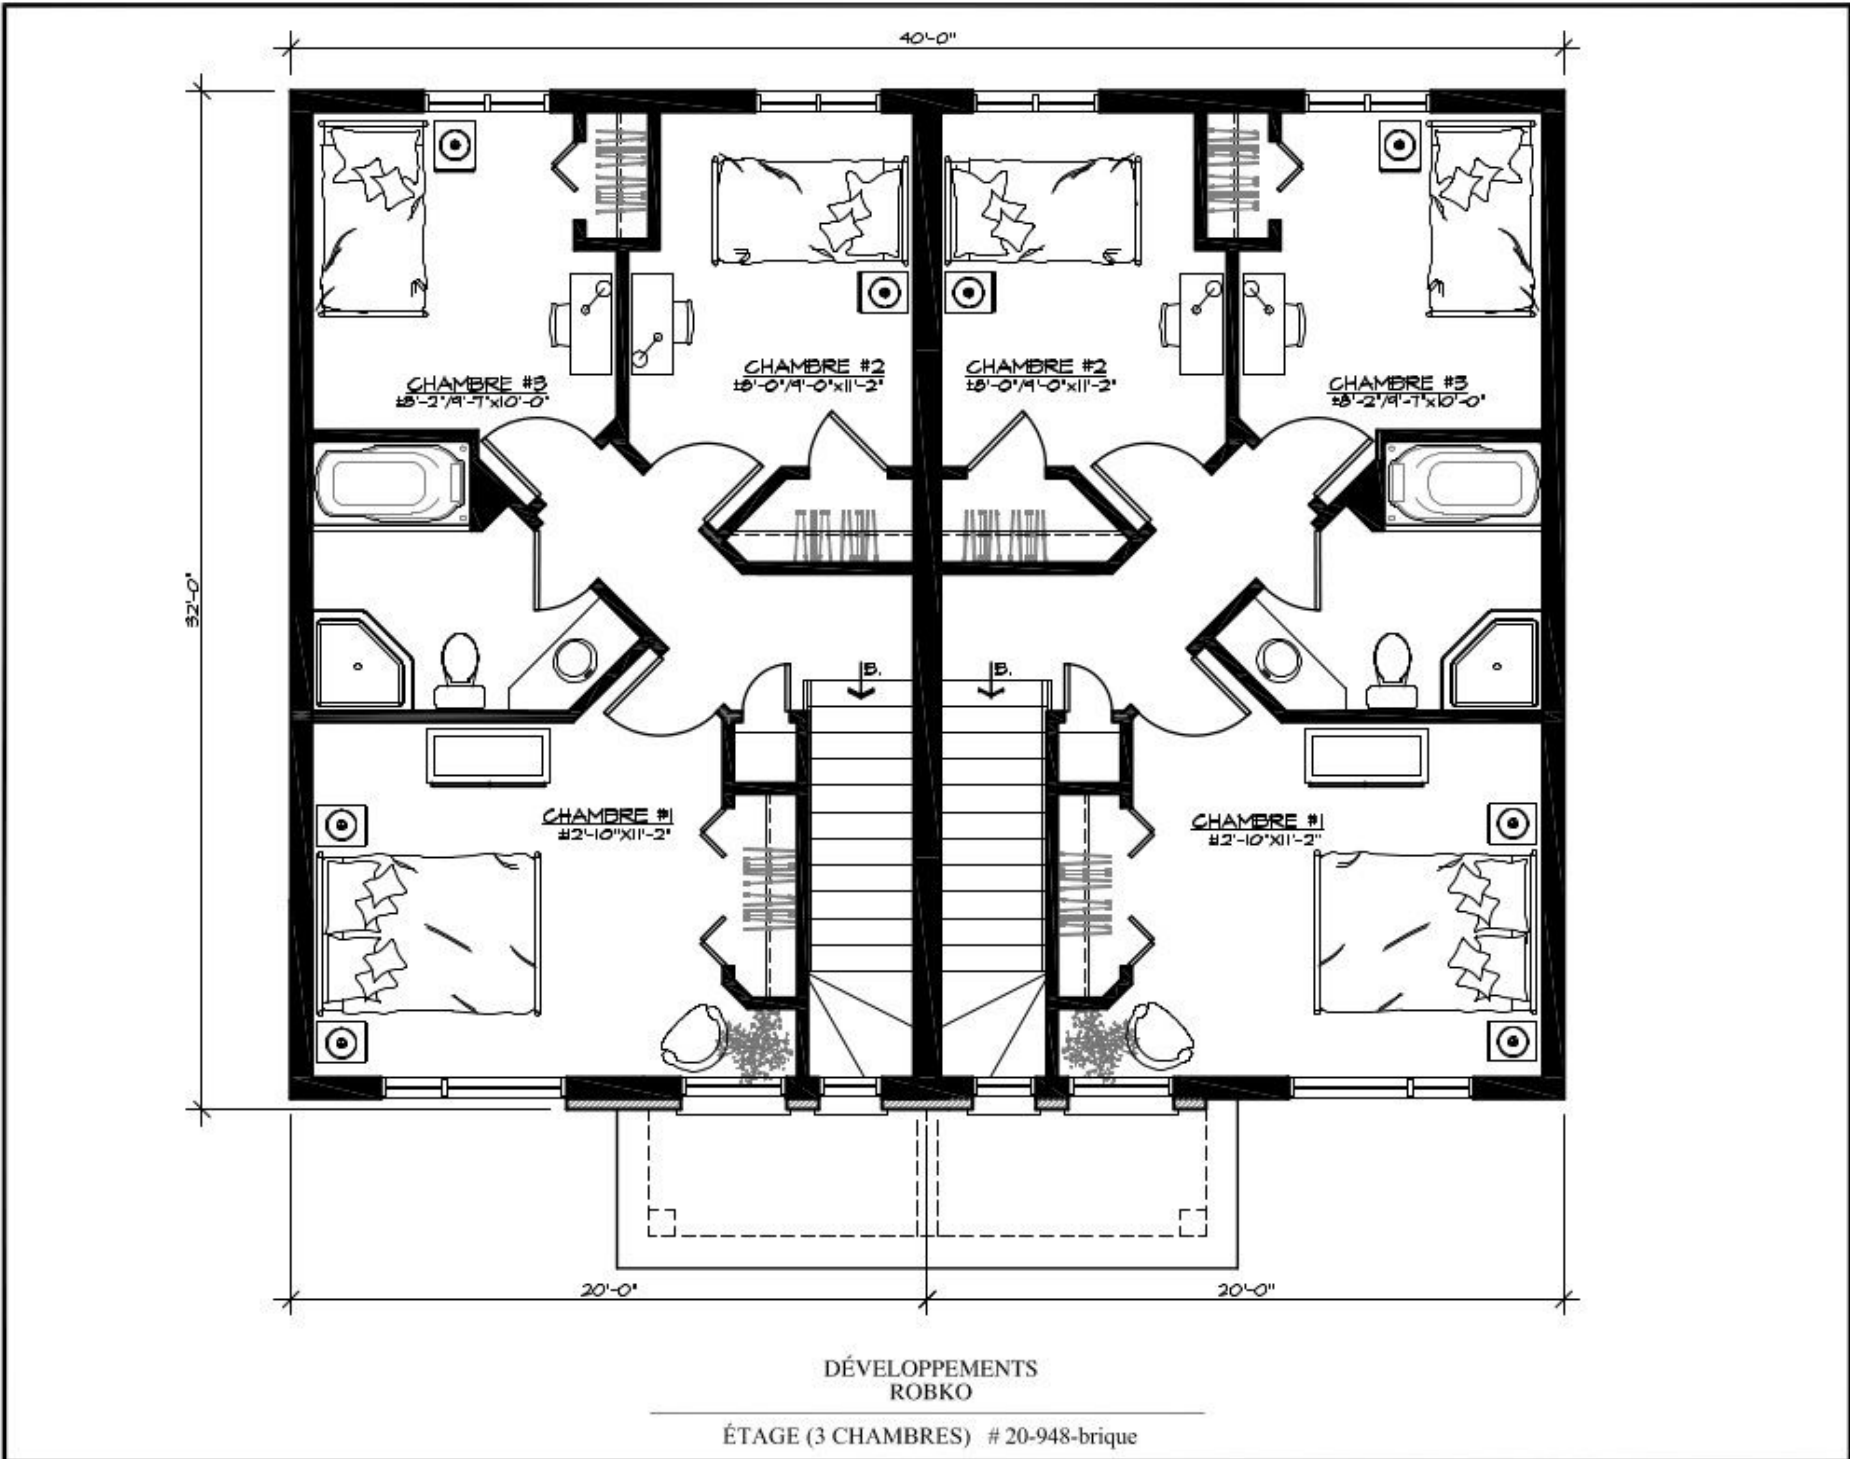 40'-0"
32'-0"
CHAMBRE #3
±8'-2"/9'-7"x10'-0"
CHAMBRE #2
±8'-0"/9'-0"x11'-2"
CHAMBRE #2
±8'-0"/9'-0"x11'-2"
CHAMBRE #3
±8'-2"/9'-7"x10'-0"
B.
B.
CHAMBRE #1
±12'-10"X11'-2"
CHAMBRE #1
±12'-10"X11'-2"
20'-0"
20'-0"
DÉVELOPPEMENTS
ROBKO
ÉTAGE (3 CHAMBRES) # 20-948-brique